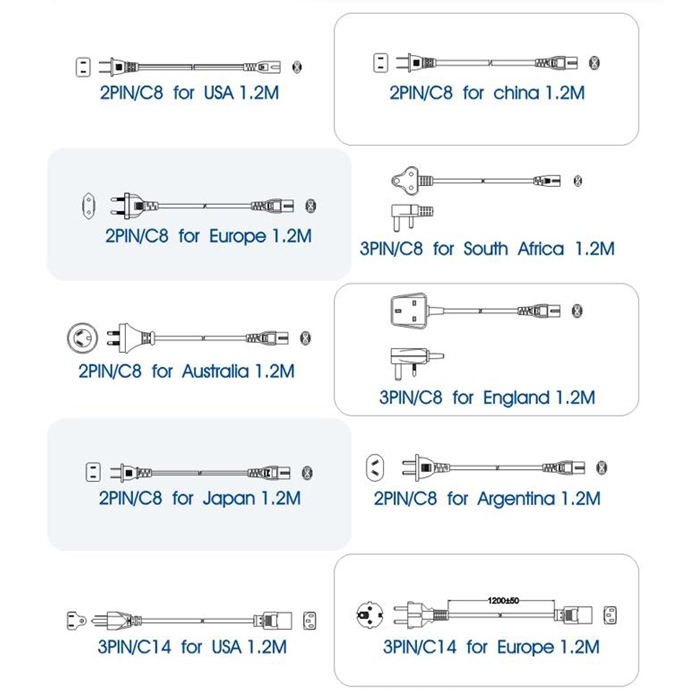 2PIN/C8 for USA 1.2M
2PIN/C8 for china 1.2M
2PIN/C8 for Europe 1.2M
3PIN/C8 for South Africa 1.2M
2PIN/C8 for Australia 1.2M
3PIN/C8 for England 1.2M
2PIN/C8 for Japan 1.2M
2PIN/C8 for Argentina 1.2M
1200±50
3PIN/C14 for USA 1.2M
3PIN/C14 for Europe 1.2M